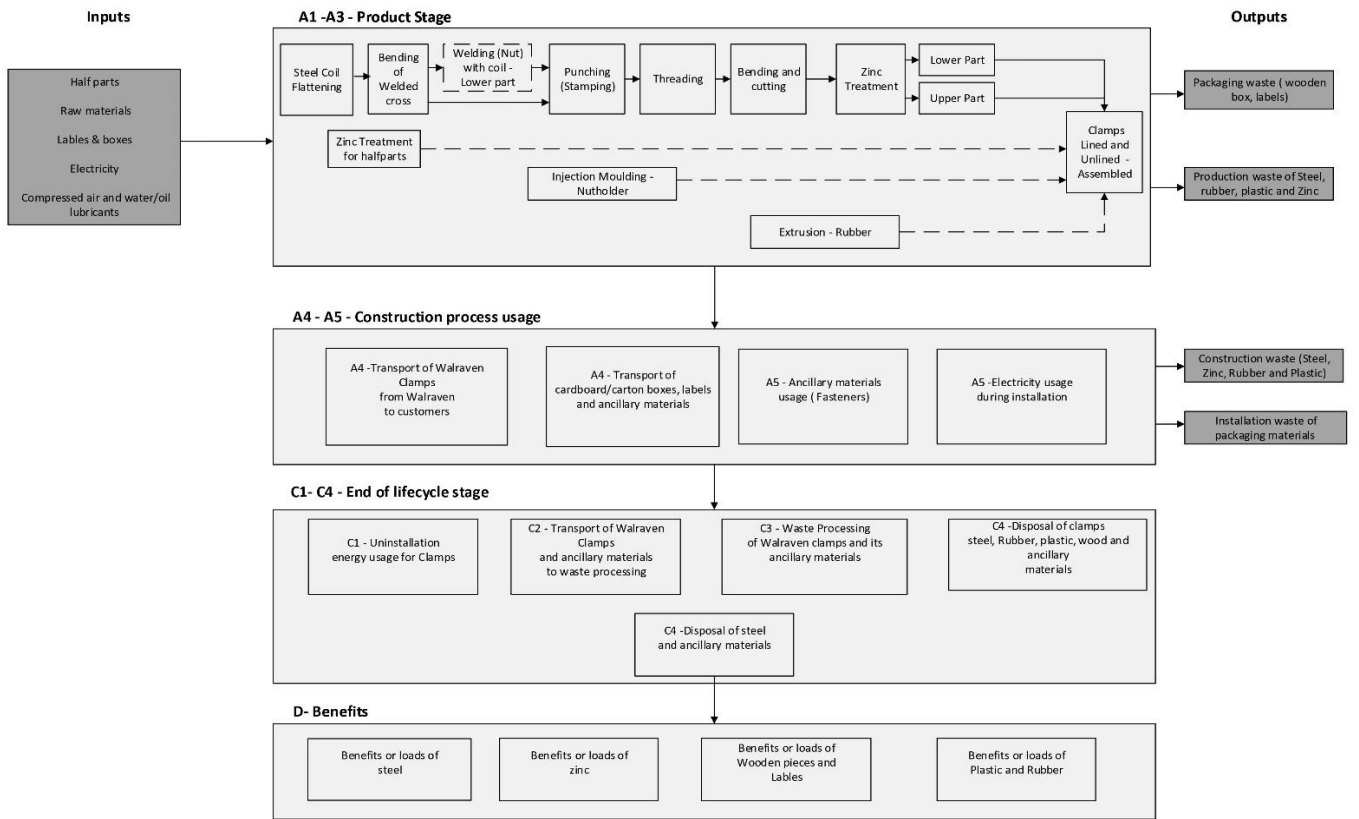 Inputs
A1 -A3 - Product Stage
Outputs
Half parts
Raw materials
Lables & boxes
Electricity
Compressed air and water/oil
lubricants
Steel Coil
Flattening
Bending
of
Welded
cross
Welding (Nut)
with coil -
Lower part
Punching
(Stamping)
Threading
Bending and
cutting
Zinc
Treatment
Lower Part
Upper Part
Zinc Treatment
for halfparts
Injection Moulding -
Nutholder
Extrusion - Rubber
Clamps
Lined and
Unlined -
Assembled
Packaging waste ( wooden
box, labels)
Production waste of Steel,
rubber, plastic and Zinc
A4 - A5 - Construction process usage
A4 -Transport of Walraven
Clamps
from Walraven
to customers
A4 - Transport of
cardboard/carton boxes, labels
and ancillary materials
A5 - Ancillary materials
usage ( Fasteners)
A5 -Electricity usage
during installation
Construction waste (Steel,
Zinc, Rubber and Plastic)
Installation waste of
packaging materials
C1- C4 - End of lifecycle stage
C1 - Uninstallation
energy usage for Clamps
C2 - Transport of Walraven
Clamps
and ancillary materials
to waste processing
C3 - Waste Processing
of Walraven clamps and its
ancillary materials
C4 -Disposal of clamps
steel, Rubber, plastic, wood and
ancillary
materials
C4 -Disposal of steel
and ancillary materials
D- Benefits
Benefits or loads of
steel
Benefits or loads of
zinc
Benefits or loads of
Wooden pieces and
Lables
Benefits or loads of
Plastic and Rubber